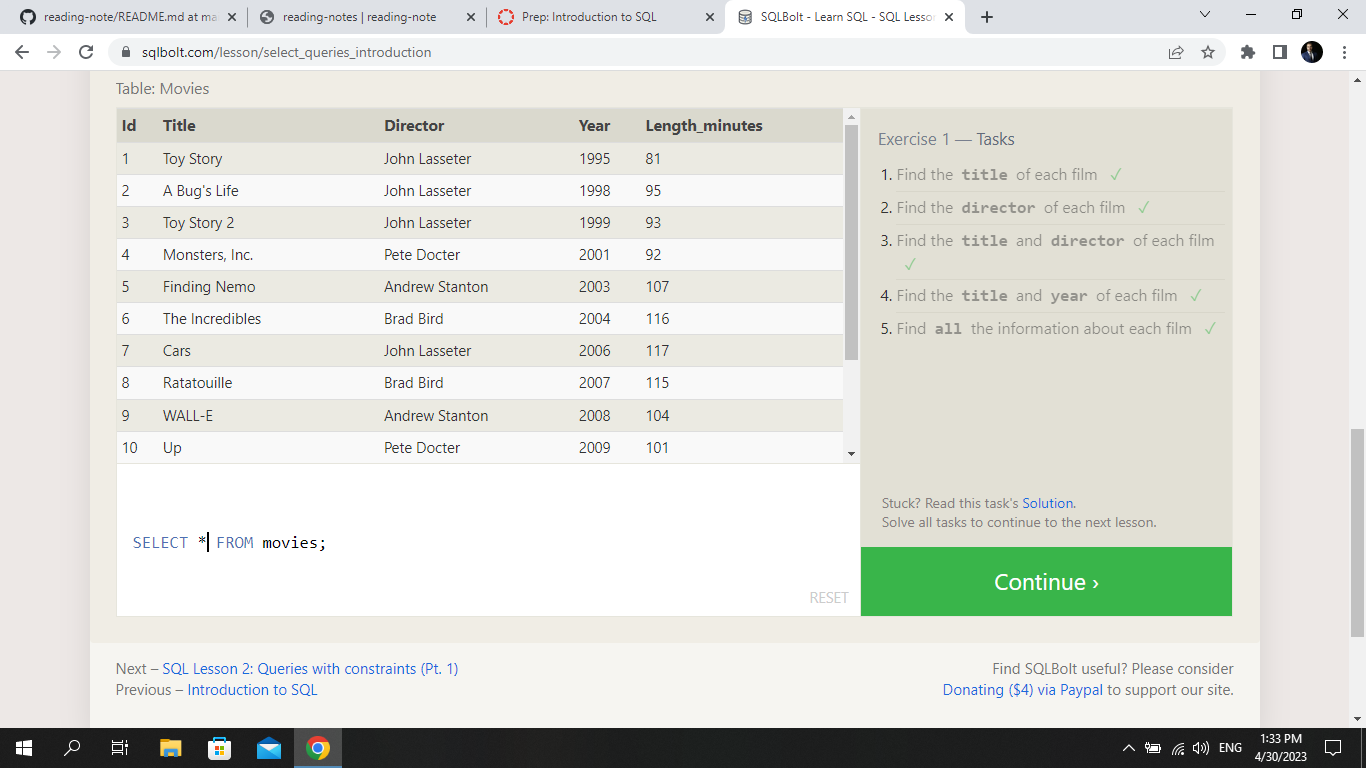 reading-note/README.md at ma
reading-notes | reading-note
Prep: Introduction to SQL
SQLBolt - Learn SQL - SQL Lesso
sqlbolt.com/lesson/select_queries_introduction
Table: Movies
Id Title Director Year Length_minutes
1 Toy Story John Lasseter 1995 81
2 A Bug's Life John Lasseter 1998 95
3 Toy Story 2 John Lasseter 1999 93
4 Monsters, Inc. Pete Docter 2001 92
5 Finding Nemo Andrew Stanton 2003 107
6 The Incredibles Brad Bird 2004 116
7 Cars John Lasseter 2006 117
8 Ratatouille Brad Bird 2007 115
9 WALL-E Andrew Stanton 2008 104
10 Up Pete Docter 2009 101
SELECT * FROM movies;
RESET
Exercise 1 — Tasks
1. Find the title of each film ✓
2. Find the director of each film ✓
3. Find the title and director of each film
✓
4. Find the title and year of each film ✓
5. Find all the information about each film ✓
Stuck? Read this task's Solution.
Solve all tasks to continue to the next lesson.
Continue ›
Next – SQL Lesson 2: Queries with constraints (Pt. 1)
Previous – Introduction to SQL
Find SQLBolt useful? Please consider
Donating ($4) via Paypal to support our site.
ENG
1:33 PM
4/30/2023